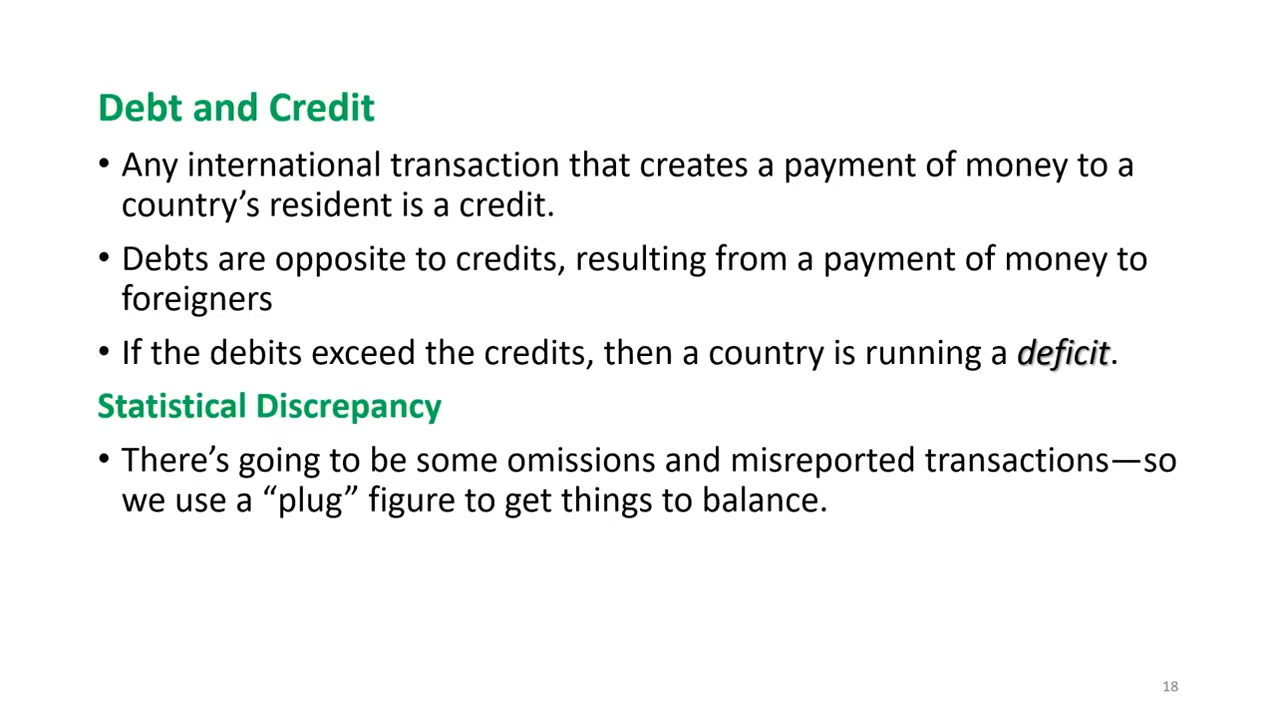 Debt and Credit
• Any international transaction that creates a payment of money to a
country’s resident is a credit.
• Debts are opposite to credits, resulting from a payment of money to
foreigners
• If the debits exceed the credits, then a country is running a deficit.
Statistical Discrepancy
• There’s going to be some omissions and misreported transactions—so
we use a “plug” figure to get things to balance.
18